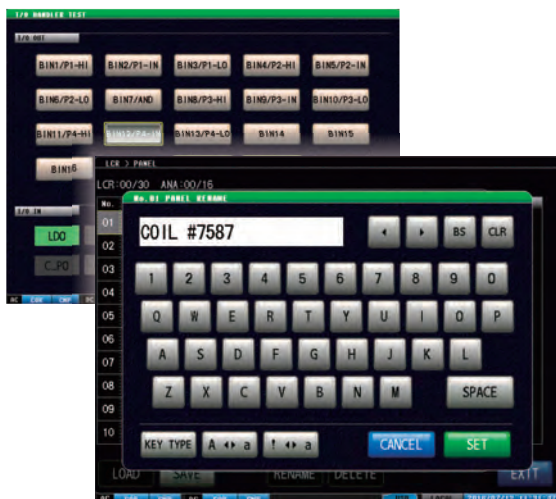 I/O HANDLER TEST
I/O OUT
BIN1/P1-HI BIN2/P1-IN BIN3/P1-LO BIN4/P2-HI BIN5/P2-IN
BIN6/P2-LO BIN7/AND BIN8/P3-HI BIN9/P3-IN BIN10/P3-LO
BIN11/P4-HI BIN12/P4-IN BIN13/P4-LO BIN14 BIN15
BIN16
I/O IN
LDO
C_P0
LCR > PANEL
LCR:00/30 ANA:00/16
No.
No.01 PANEL RENAME
01
COIL #7587 BS CLR
02
03
1 2 3 4 5 6 7 8 9 0
04
05
Q W E R T Y U I O P
06
07
A S D F G H J K L
08
Z X C V B N M SPACE
09
10
KEY TYPE A ↔ a ! ↔ a CANCEL SET
LOAD SAVE RENAME DELETE EXIT